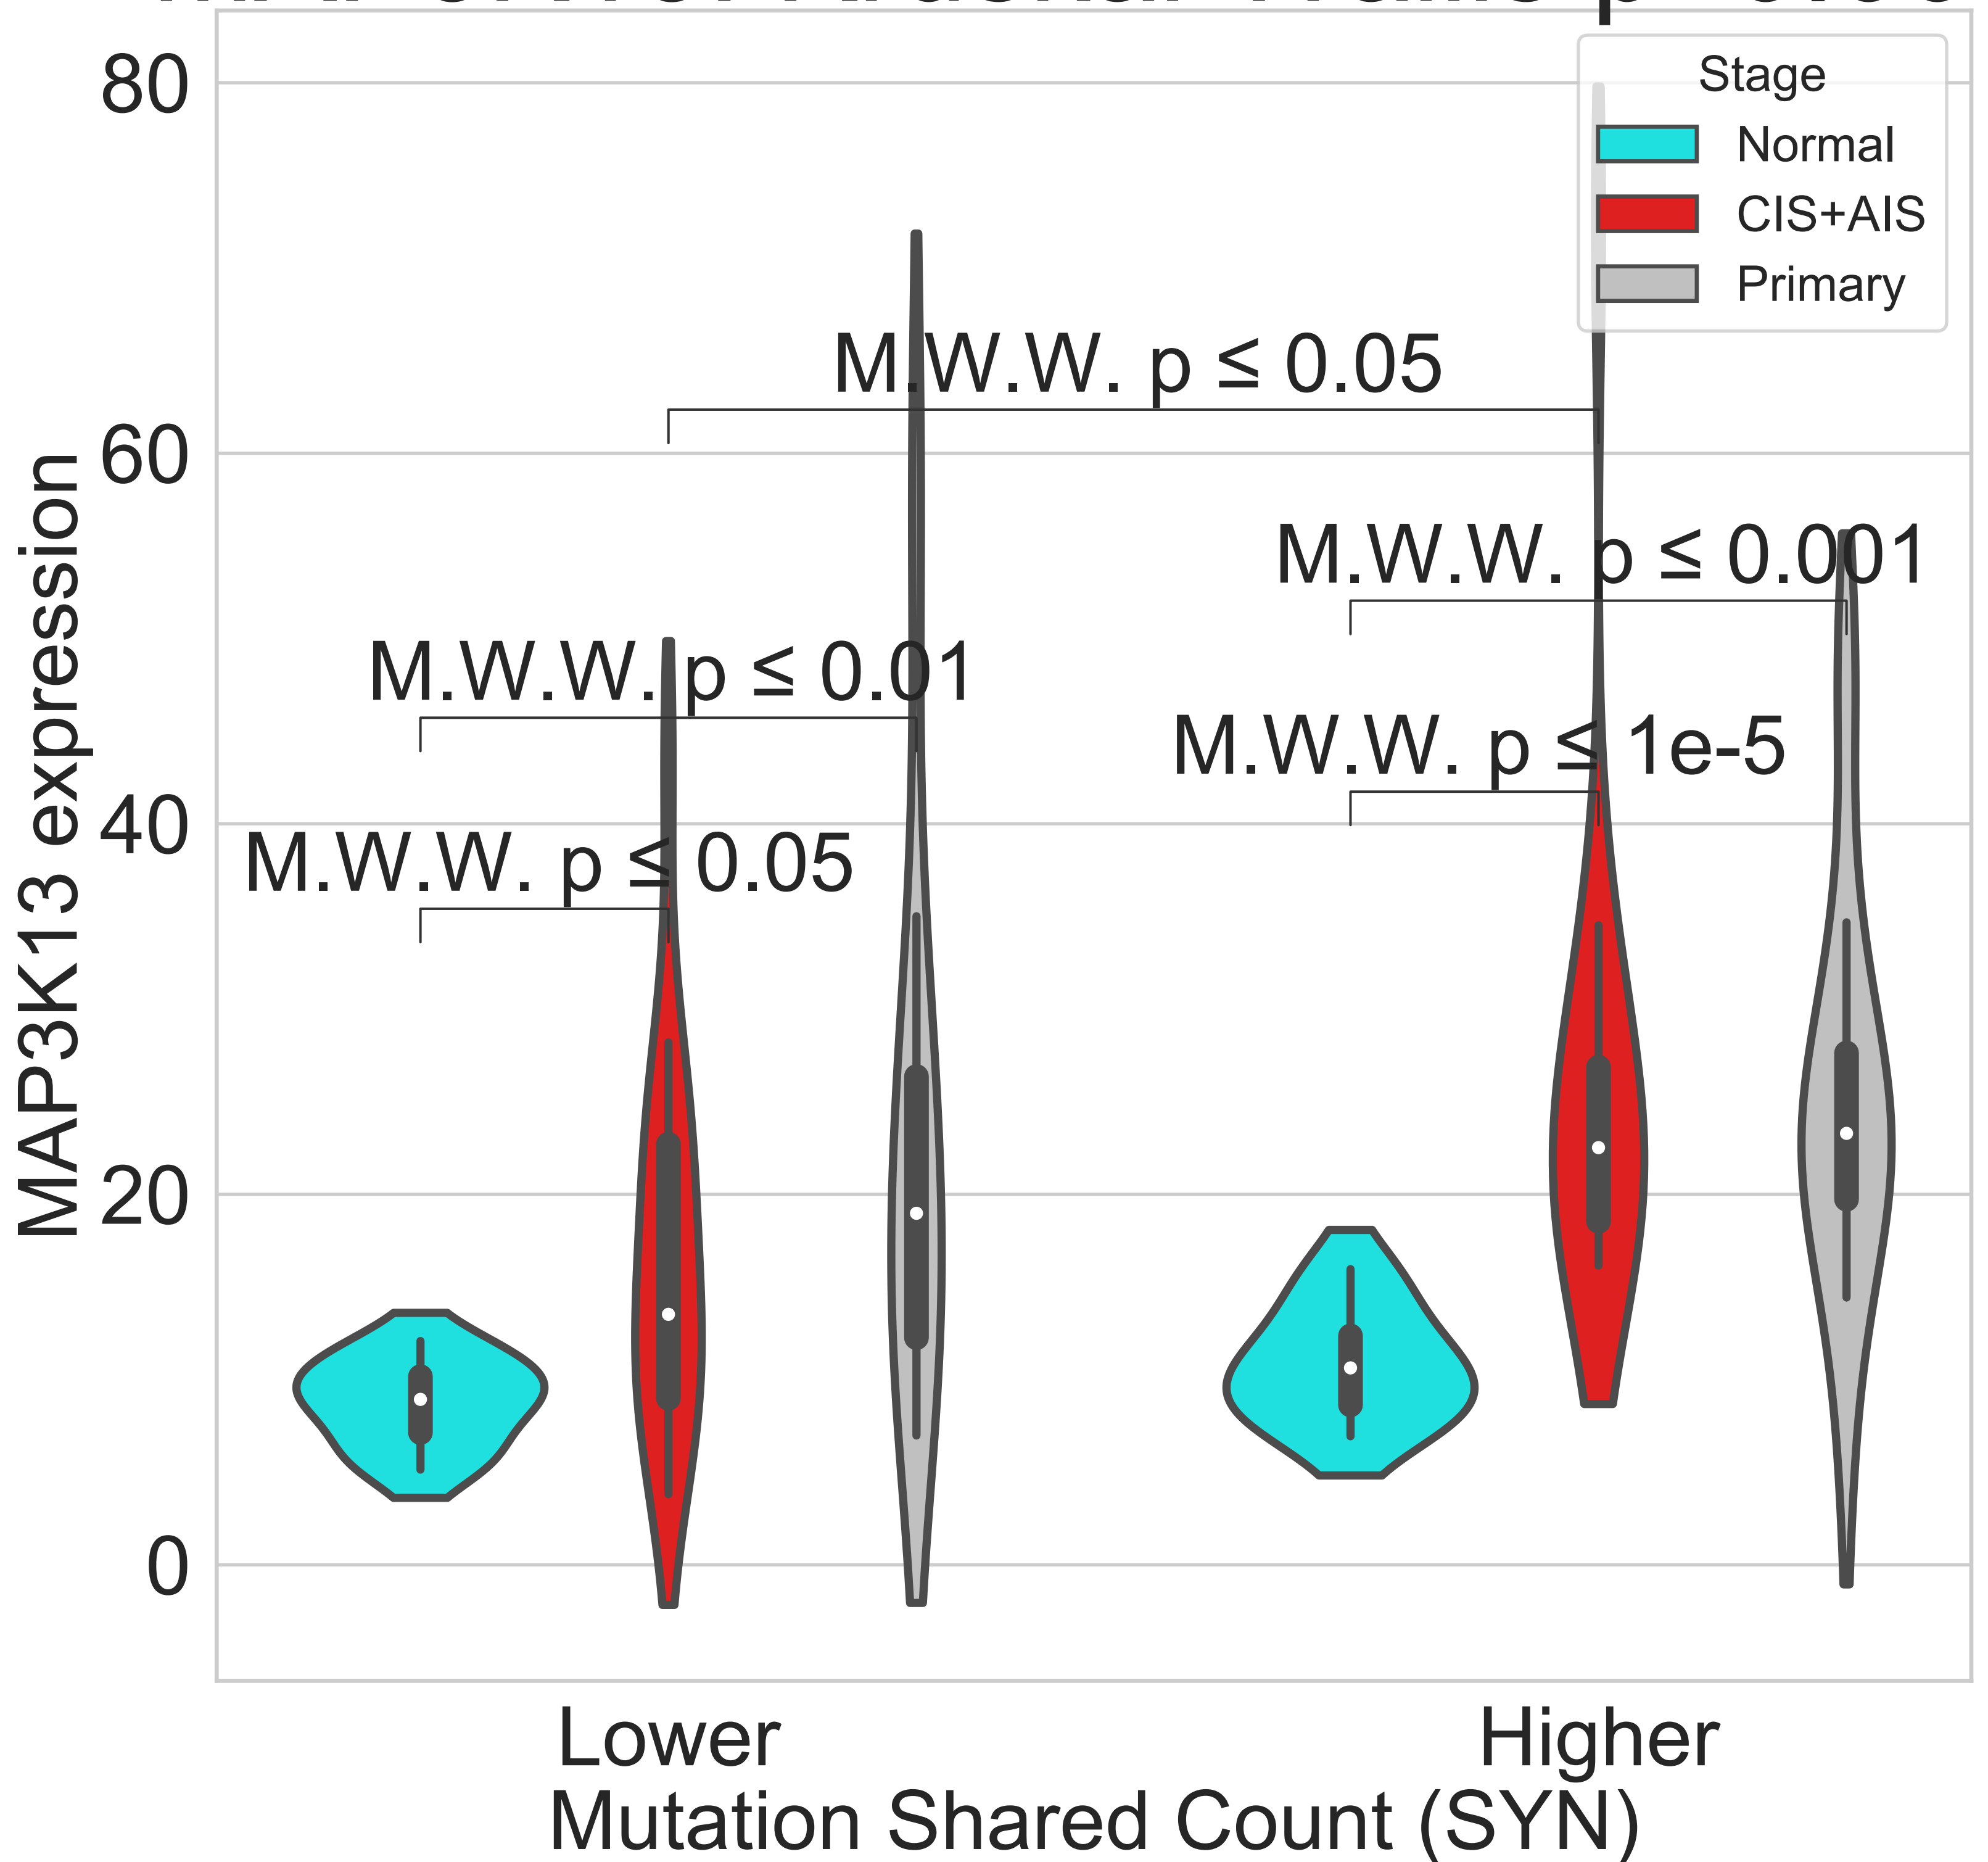 80
60
40
20
0
MAP3K13 expression
Stage
Normal
CIS+AIS
Primary
M.W.W. p ≤ 0.05
M.W.W. p ≤ 0.001
M.W.W. p ≤ 0.01
M.W.W. p ≤ 1e-5
M.W.W. p ≤ 0.05
Lower
Higher
Mutation Shared Count (SYN)